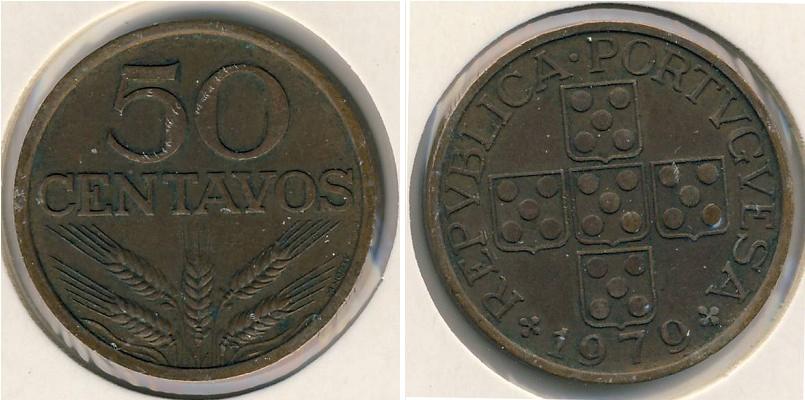 50
CENTAVOS
REPVBLICA · PORTVGVESA
1979